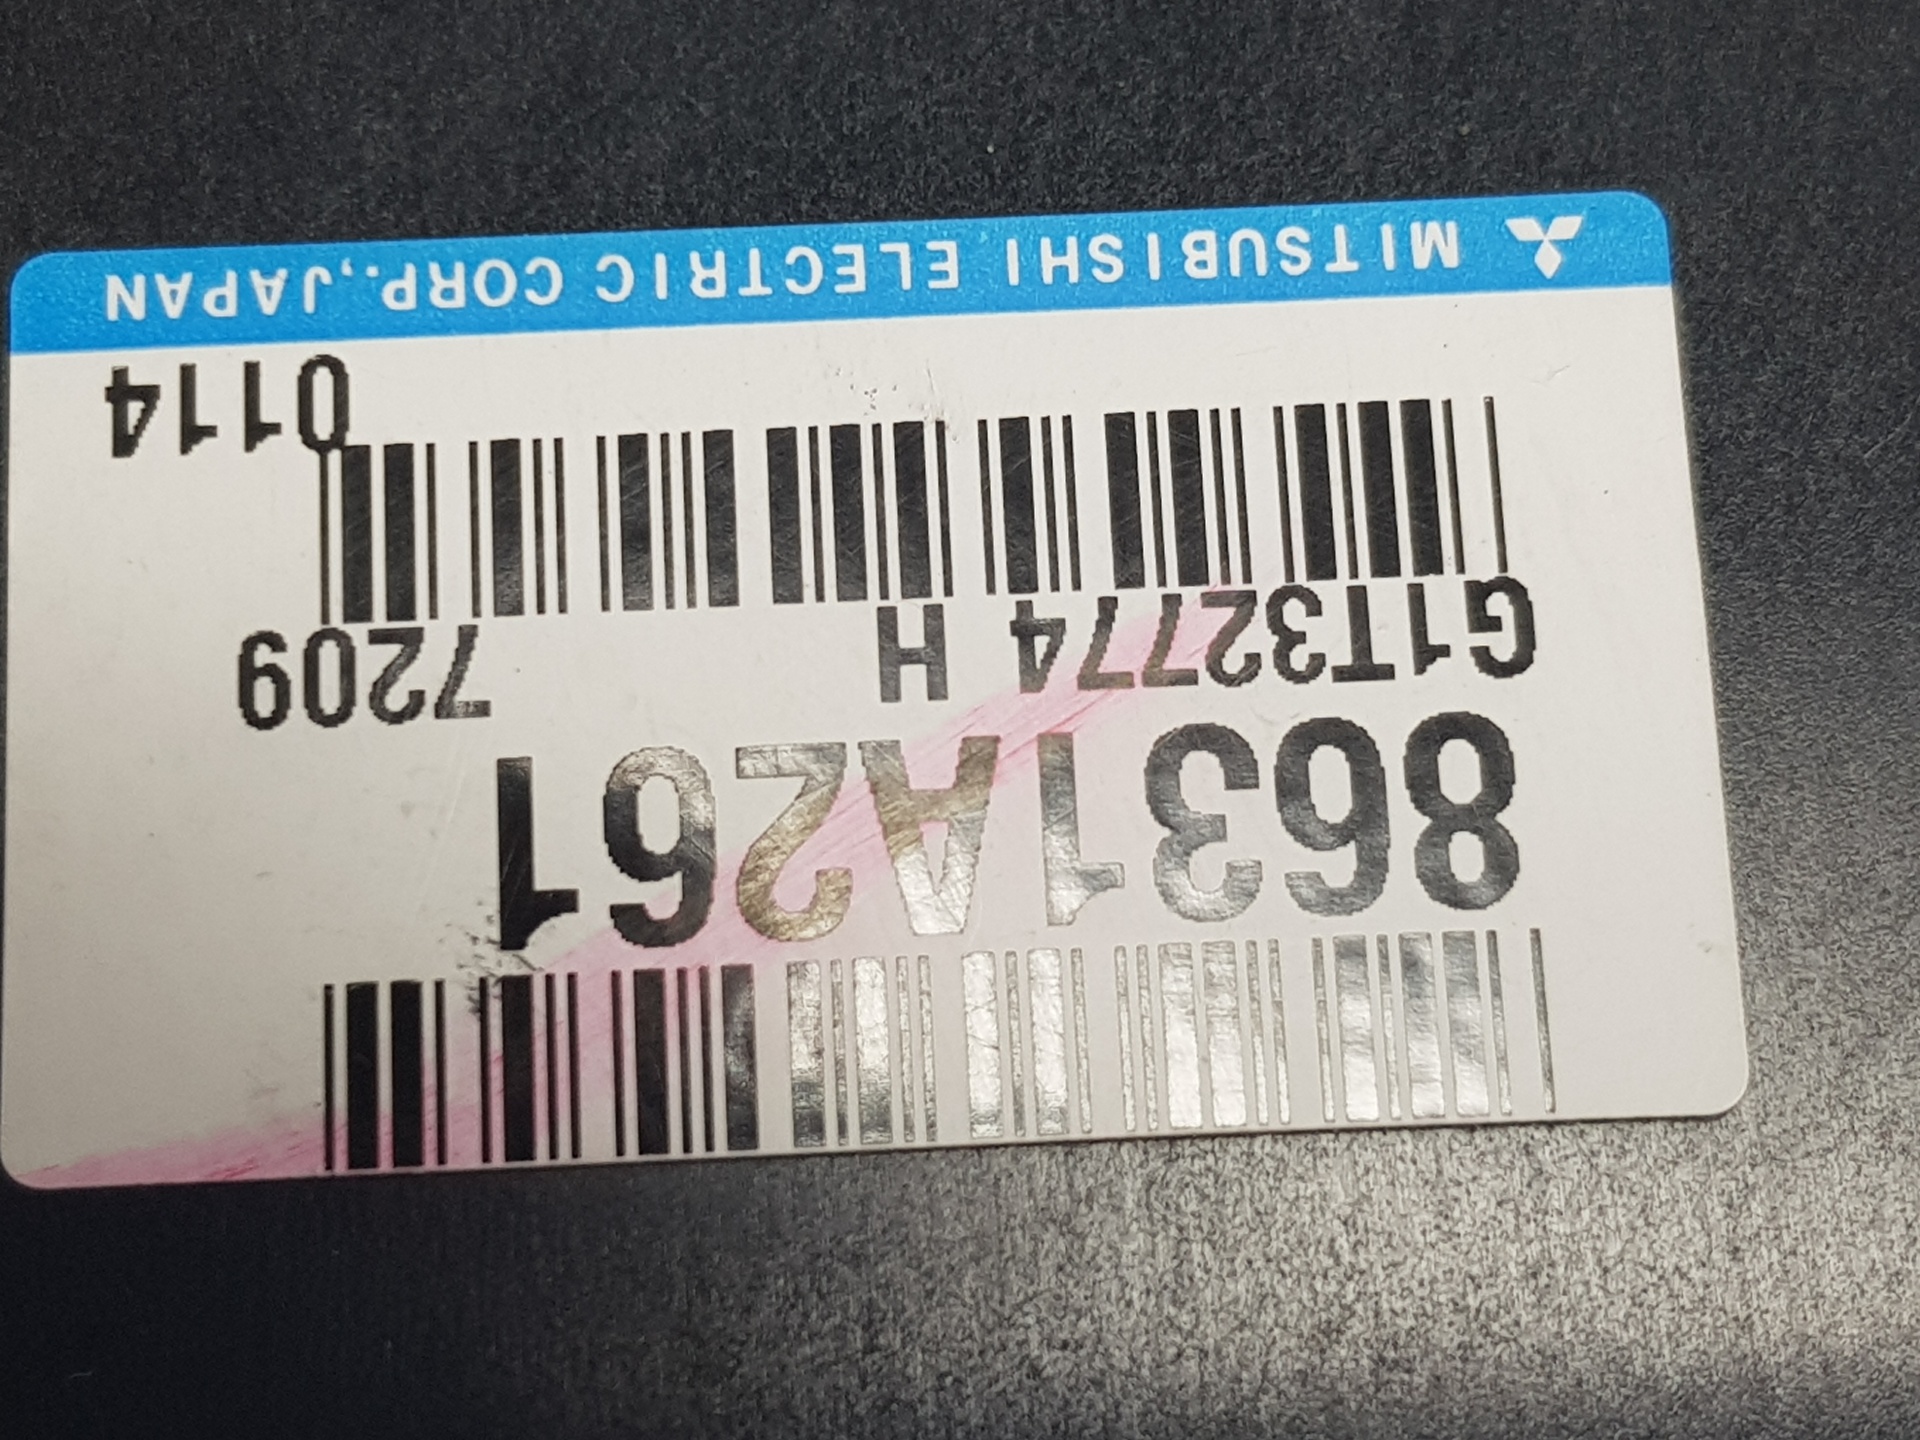 8631A261
G1T32774 H 7209
0114
MITSUBISHI ELECTRIC CORP.,JAPAN